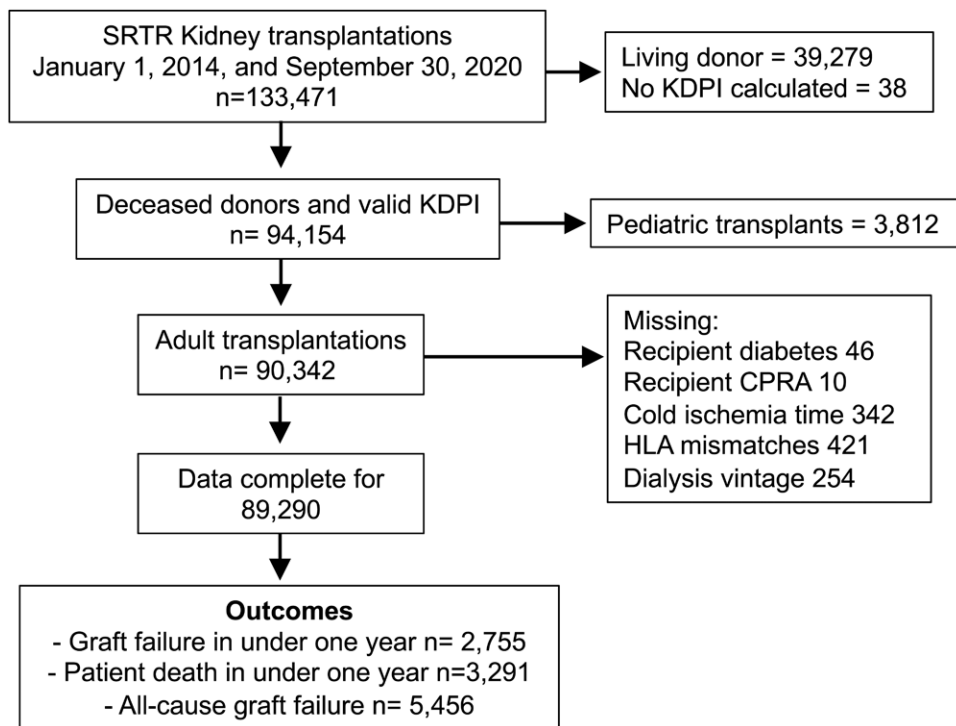 SRTR Kidney transplantations
January 1, 2014, and September 30, 2020
n=133,471
Living donor = 39,279
No KDPI calculated = 38
Deceased donors and valid KDPI
n= 94,154
Pediatric transplants = 3,812
Adult transplantations
n= 90,342
Missing:
Recipient diabetes 46
Recipient CPRA 10
Cold ischemia time 342
HLA mismatches 421
Dialysis vintage 254
Data complete for
89,290
Outcomes
- Graft failure in under one year n= 2,755
- Patient death in under one year n=3,291
- All-cause graft failure n= 5,456